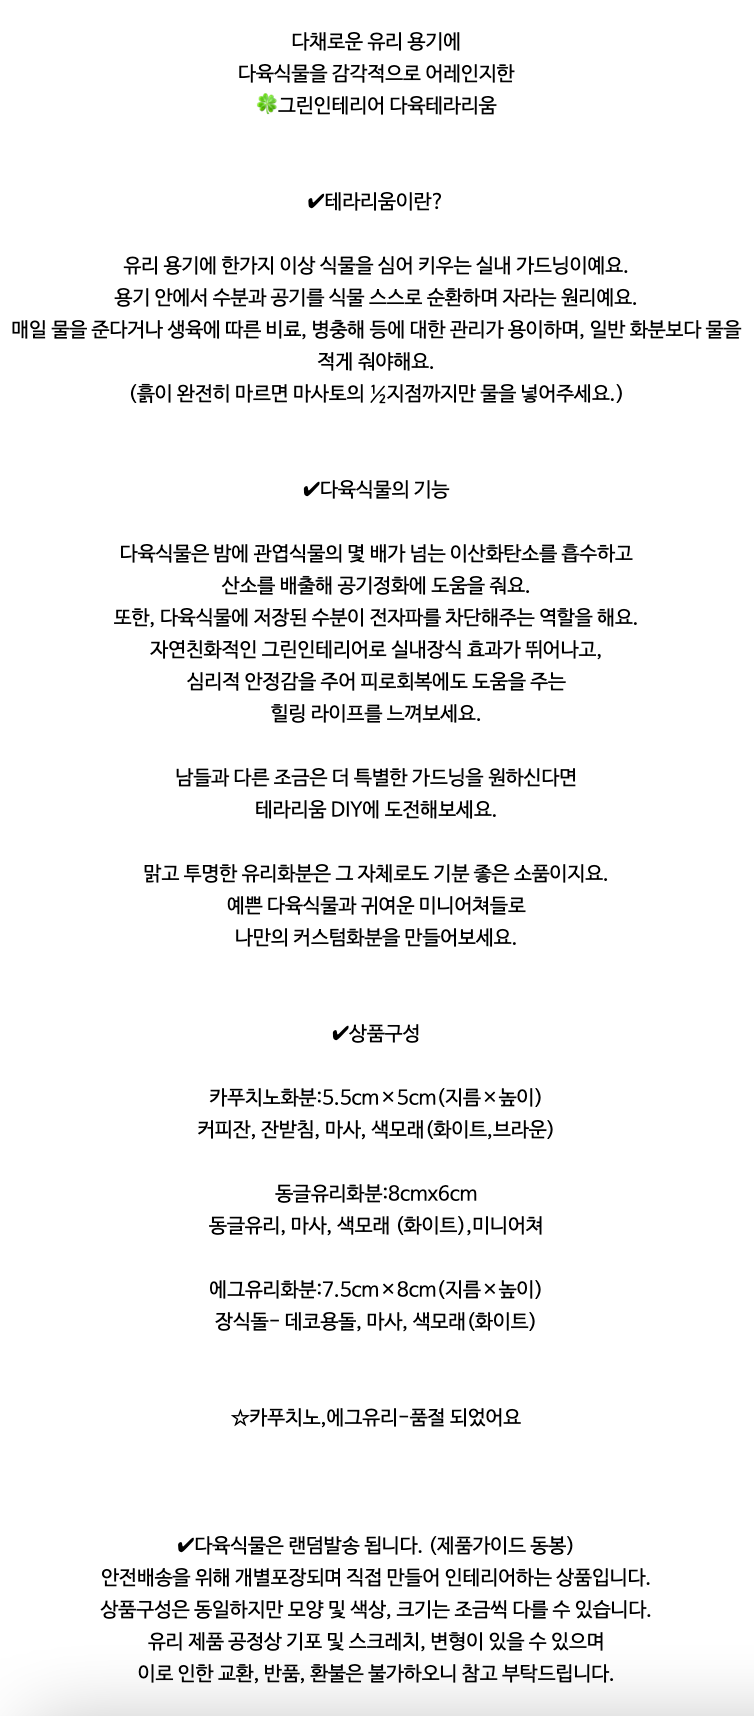 다채로운 유리 용기에
다육식물을 감각적으로 어레인지한
🍀그린인테리어 다육테라리움
✔테라리움이란?
유리 용기에 한가지 이상 식물을 심어 키우는 실내 가드닝이예요.
용기 안에서 수분과 공기를 식물 스스로 순환하며 자라는 원리예요.
매일 물을 준다거나 생육에 따른 비료, 병충해 등에 대한 관리가 용이하며, 일반 화분보다 물을
적게 줘야해요.
(흙이 완전히 마르면 마사토의 ½지점까지만 물을 넣어주세요.)
✔다육식물의 기능
다육식물은 밤에 관엽식물의 몇 배가 넘는 이산화탄소를 흡수하고
산소를 배출해 공기정화에 도움을 줘요.
또한, 다육식물에 저장된 수분이 전자파를 차단해주는 역할을 해요.
자연친화적인 그린인테리어로 실내장식 효과가 뛰어나고,
심리적 안정감을 주어 피로회복에도 도움을 주는
힐링 라이프를 느껴보세요.
남들과 다른 조금은 더 특별한 가드닝을 원하신다면
테라리움 DIY에 도전해보세요.
맑고 투명한 유리화분은 그 자체로도 기분 좋은 소품이지요.
예쁜 다육식물과 귀여운 미니어쳐들로
나만의 커스텀화분을 만들어보세요.
✔상품구성
카푸치노화분:5.5cm×5cm(지름×높이)
커피잔, 잔받침, 마사, 색모래(화이트,브라운)
동글유리화분:8cmx6cm
동글유리, 마사, 색모래 (화이트),미니어쳐
에그유리화분:7.5cm×8cm(지름×높이)
장식돌- 데코용돌, 마사, 색모래(화이트)
☆카푸치노,에그유리-품절 되었어요
✔다육식물은 랜덤발송 됩니다. (제품가이드 동봉)
안전배송을 위해 개별포장되며 직접 만들어 인테리어하는 상품입니다.
상품구성은 동일하지만 모양 및 색상, 크기는 조금씩 다를 수 있습니다.
유리 제품 공정상 기포 및 스크레치, 변형이 있을 수 있으며
이로 인한 교환, 반품, 환불은 불가하오니 참고 부탁드립니다.